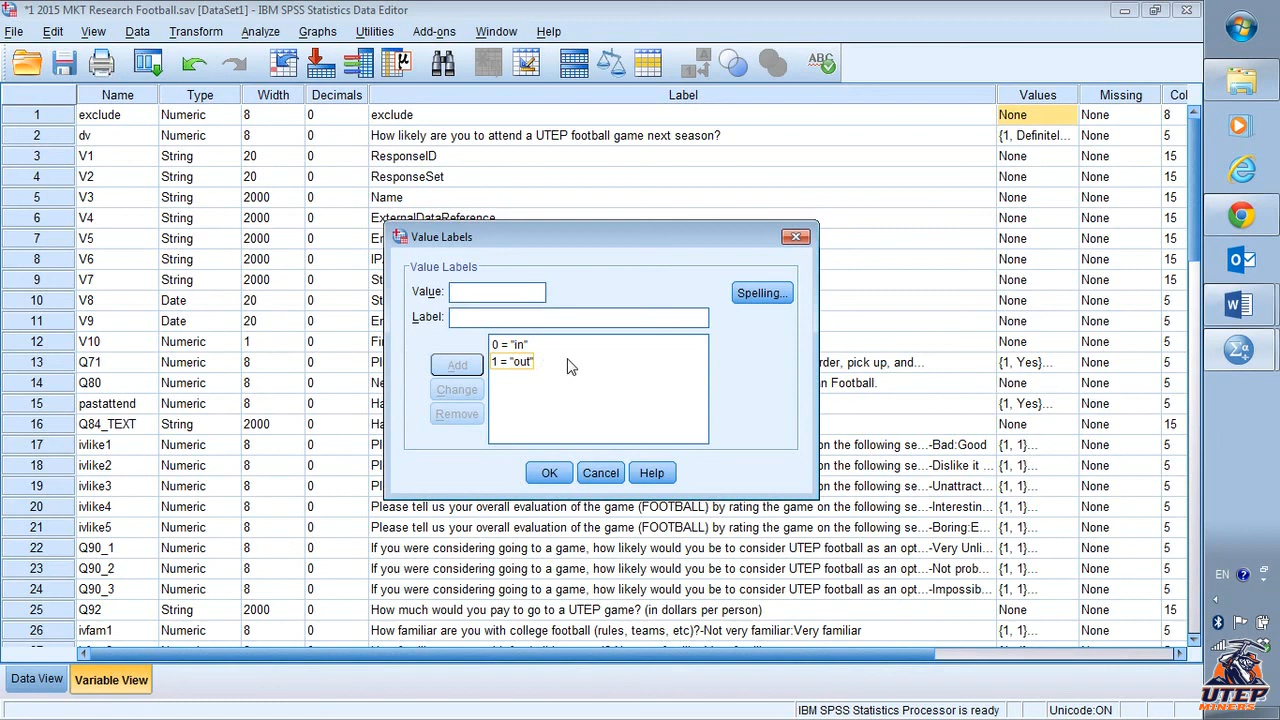 *1 2015 MKT Research Football.sav [DataSet1] - IBM SPSS Statistics Data Editor
File Edit View Data Transform Analyze Graphs Utilities Add-ons Window Help
Name Type Width Decimals Label Values Missing Col
1 exclude Numeric 8 0 exclude None None 8
2 dv Numeric 8 0 How likely are you to attend a UTEP football game next season? {1, Definitel... None 5
3 V1 String 20 0 ResponseID None None 15
4 V2 String 20 0 ResponseSet None None 15
5 V3 String 2000 0 Name None None 15
6 V4 String 2000 0 ExternalDataReference None None 15
7 V5 String 2000 0 Em None None 15
8 V6 String 2000 0 IP None None 15
9 V7 String 2000 0 St None None 15
10 V8 Date 20 0 None None 15
11 V9 Date 20 0 None None 15
12 V10 Numeric 1 0 Fi None None 5
13 Q71 Numeric 8 0 Pl order, pick up, and... {1, Yes}... None 5
14 Q80 Numeric 8 0 Ne n Football. None None 5
15 pastattend Numeric 8 0 Ha {1, Yes}... None 5
16 Q84_TEXT String 2000 0 Ha None None 15
17 ivlike1 Numeric 8 0 on the following se...-Bad:Good {1, 1}... None 5
18 ivlike2 Numeric 8 0 on the following se...-Dislike it ... {1, 1}... None 5
19 ivlike3 Numeric 8 0 on the following se...-Unattract... {1, 1}... None 5
20 ivlike4 Numeric 8 0 Please tell us your overall evaluation of the game (FOOTBALL) by rating the game on the following se...-Interestin... {1, 1}... None 5
21 ivlike5 Numeric 8 0 Please tell us your overall evaluation of the game (FOOTBALL) by rating the game on the following se...-Boring:E... {1, 1}... None 5
22 Q90_1 Numeric 8 0 If you were considering going to a game, how likely would you be to consider UTEP football as an opt...-Very Unli... {1, 1}... None 5
23 Q90_2 Numeric 8 0 If you were considering going to a game, how likely would you be to consider UTEP football as an opt...-Not prob... {1, 1}... None 5
24 Q90_3 Numeric 8 0 If you were considering going to a game, how likely would you be to consider UTEP football as an opt...-Impossib... {1, 1}... None 5
25 Q92 String 2000 0 How much would you pay to go to a UTEP game? (in dollars per person) None None 15
26 ivfam1 Numeric 8 0 How familiar are you with college football (rules, teams, etc)?-Not very familiar:Very familiar {1, 1}... None 5
Value Labels
Value Labels
Value:
Spelling...
Label:
0 = "in"
1 = "out"
Add
Change
Remove
OK Cancel Help
Data View Variable View
IBM SPSS Statistics Processor is ready Unicode:ON
EN
UTEP
MINERS